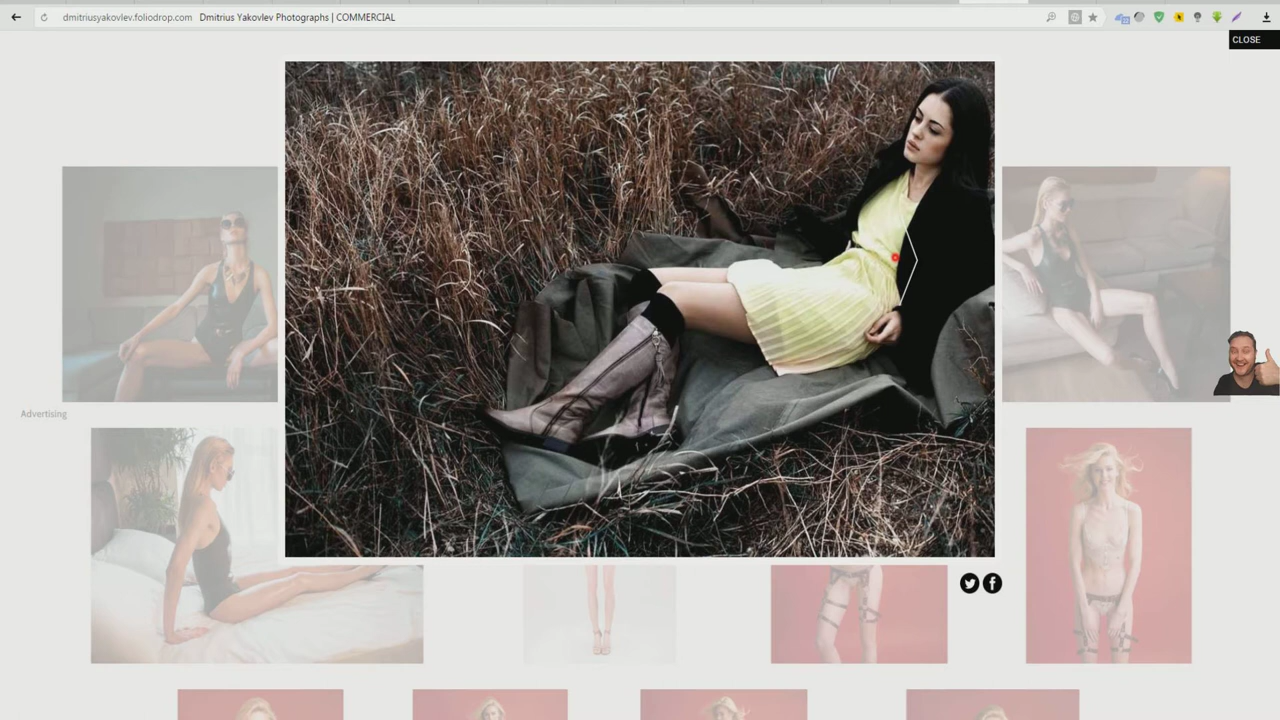 dmitriusyakovlev.foliodrop.com Dmitrius Yakovlev Photographs | COMMERCIAL
CLOSE
Advertising